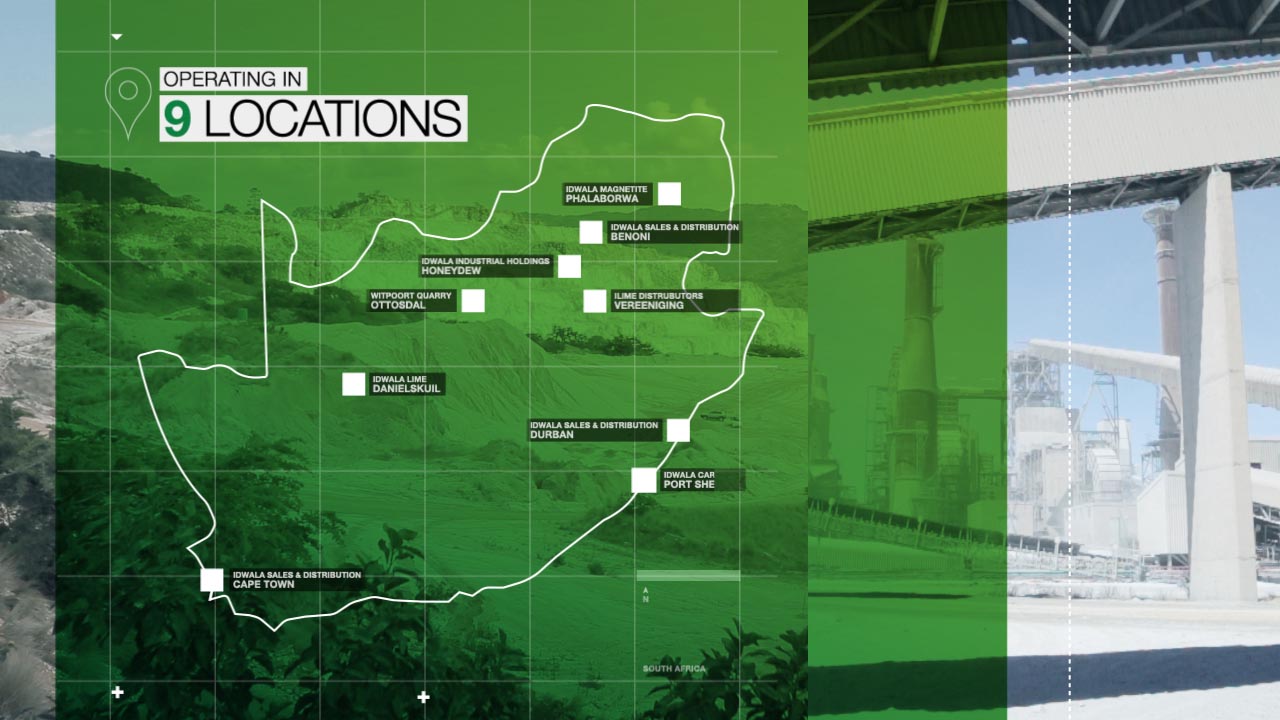 OPERATING IN
9 LOCATIONS
IDWALA MAGNETITE
PHALABORWA
IDWALA SALES & DISTRIBUTION
BENONI
IDWALA INDUSTRIAL HOLDINGS
HONEYDEW
WITPOORT QUARRY
OTTOSDAL
ILIME DISTRUBUTORS
VEREENIGING
IDWALA LIME
DANIELSKUIL
IDWALA SALES & DISTRIBUTION
DURBAN
IDWALA CAR
PORT SHE
IDWALA SALES & DISTRIBUTION
CAPE TOWN
N
SOUTH AFRICA